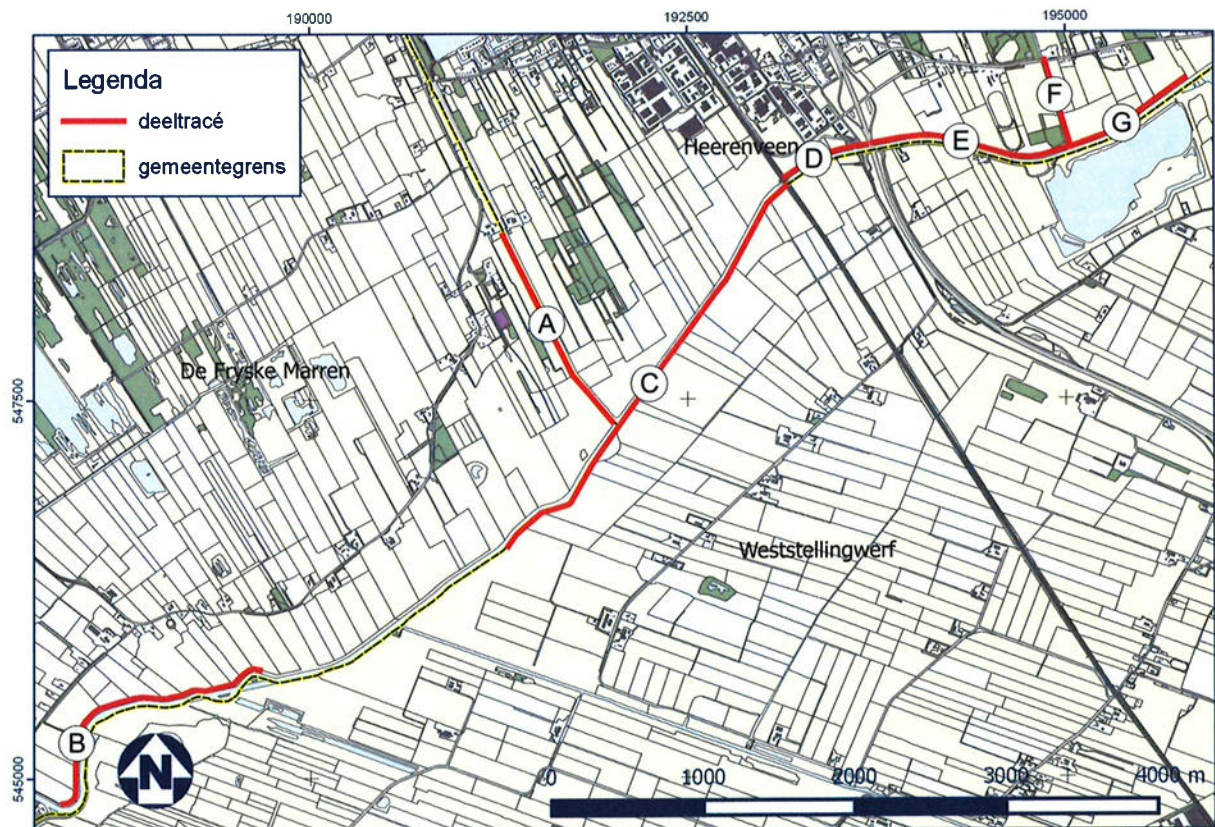 190000
192500
195000
Legenda
deeltracé
gemeentegrens
F
G
E
D
Heerenveen
A
C
De Fryske Marren
547500
Weststellingwerf
B
N
545000
0
1000
2000
3000
4000 m